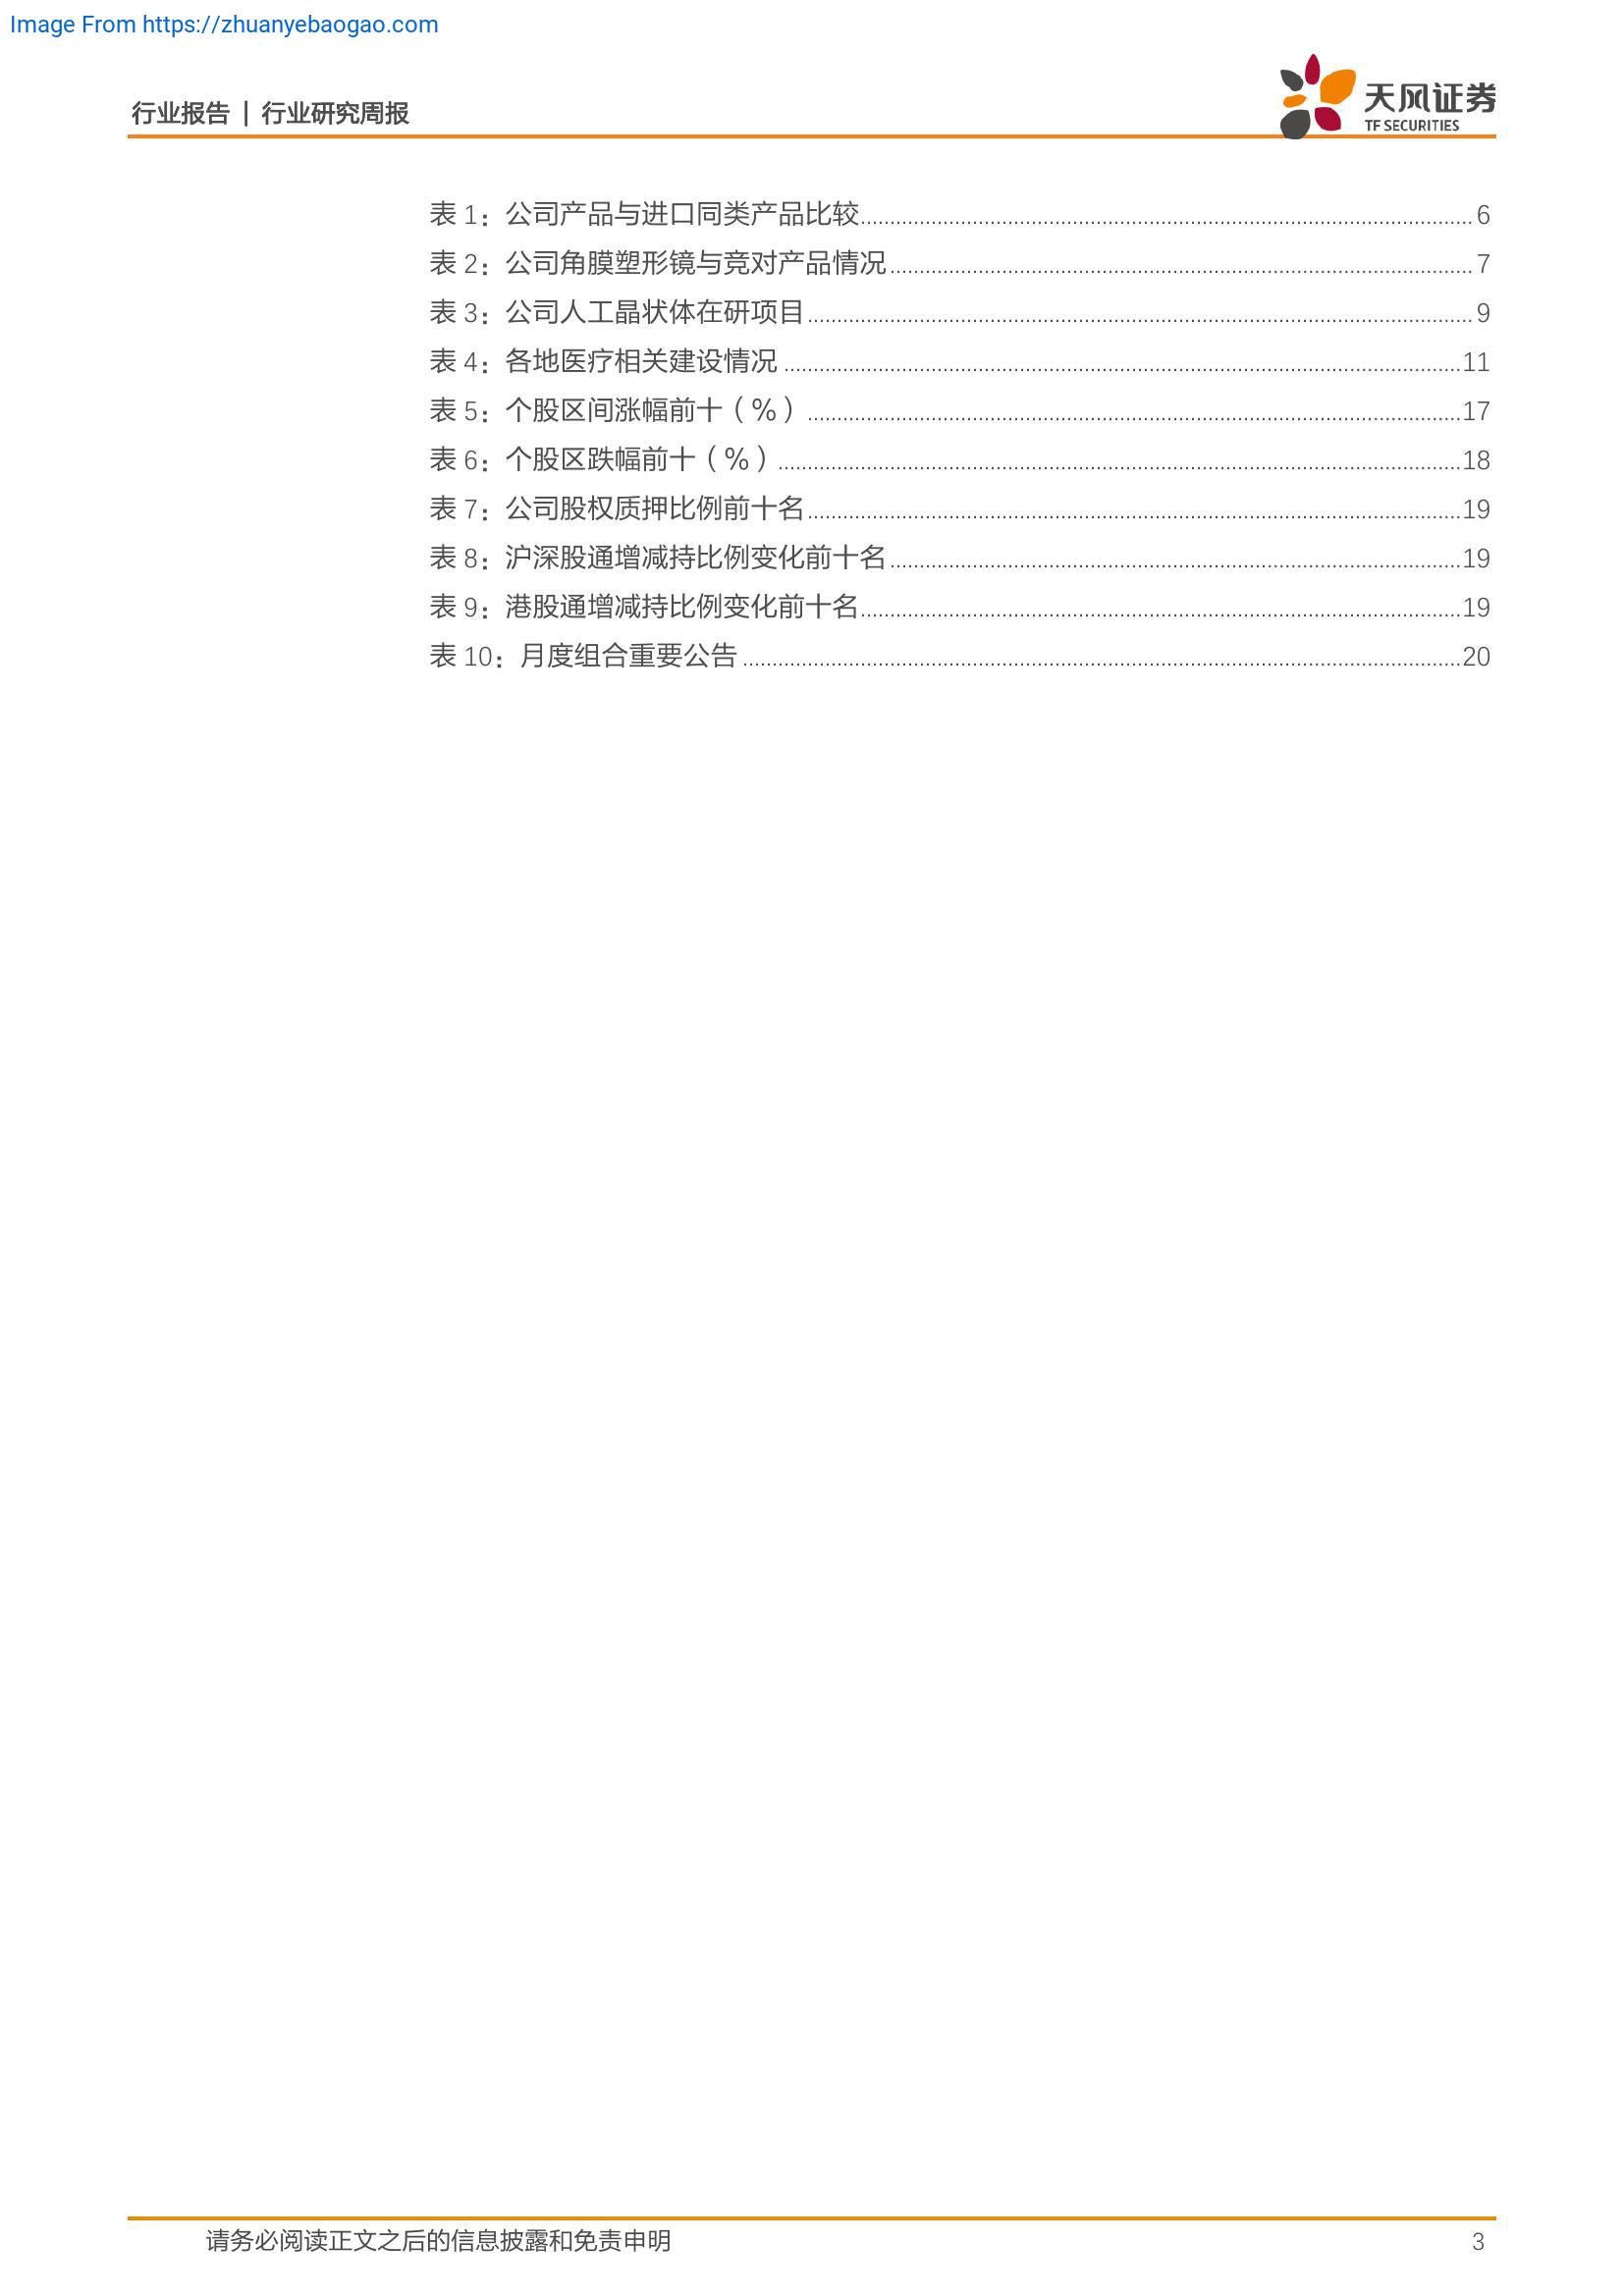 Image From https://zhuanyebaogao.com
行业报告 | 行业研究周报
天风证券
TF SECURITIES
表 1：公司产品与进口同类产品比较 6
表 2：公司角膜塑形镜与竞对产品情况 7
表 3：公司人工晶状体在研项目 9
表 4：各地医疗相关建设情况 11
表 5：个股区间涨幅前十（%） 17
表 6：个股区跌幅前十（%） 18
表 7：公司股权质押比例前十名 19
表 8：沪深股通增减持比例变化前十名 19
表 9：港股通增减持比例变化前十名 19
表 10：月度组合重要公告 20
请务必阅读正文之后的信息披露和免责申明 3